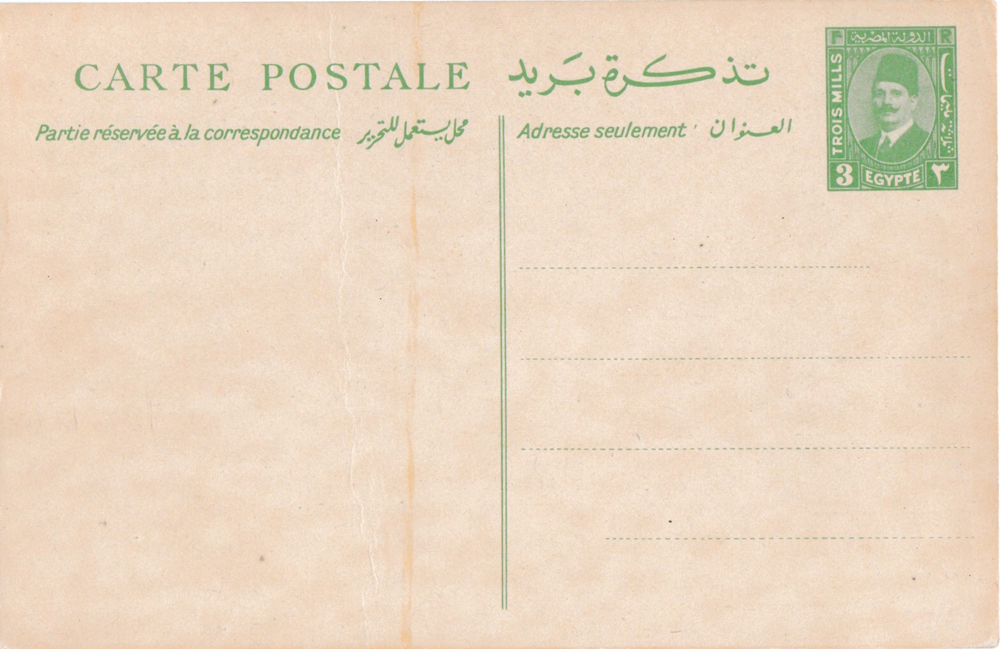 CARTE POSTALE تذكرة بَريد
Partie réservée à la correspondance محل يستعمل للتحرير
Adresse seulement العنوان
F الدولة المصرية R
TROIS MILLS
3 EGYPTE ٣